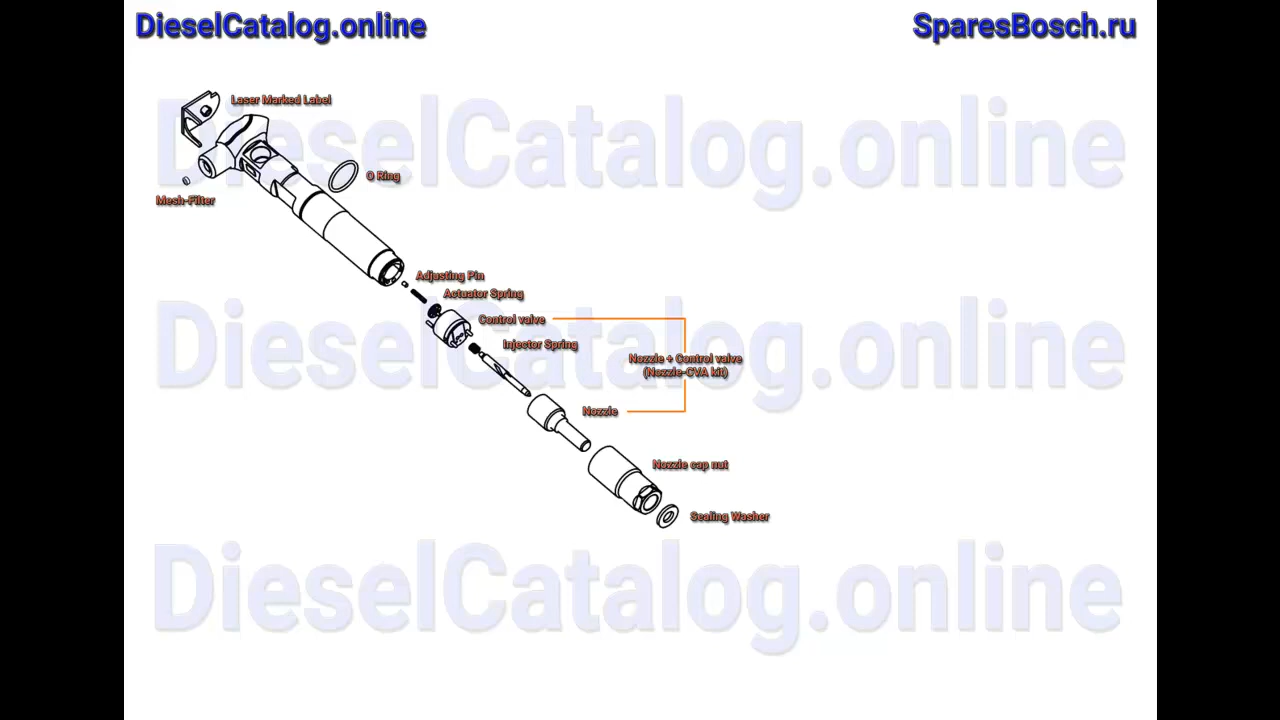 DieselCatalog.online
SparesBosch.ru
DieselCatalog.online
Laser Marked Label
O Ring
Mesh-Filter
Adjusting Pin
Actuator Spring
DieselCatalog.online
Control valve
Injector Spring
Nozzle + Control valve
(Nozzle-CVA kit)
Nozzle
Nozzle cap nut
Sealing Washer
DieselCatalog.online